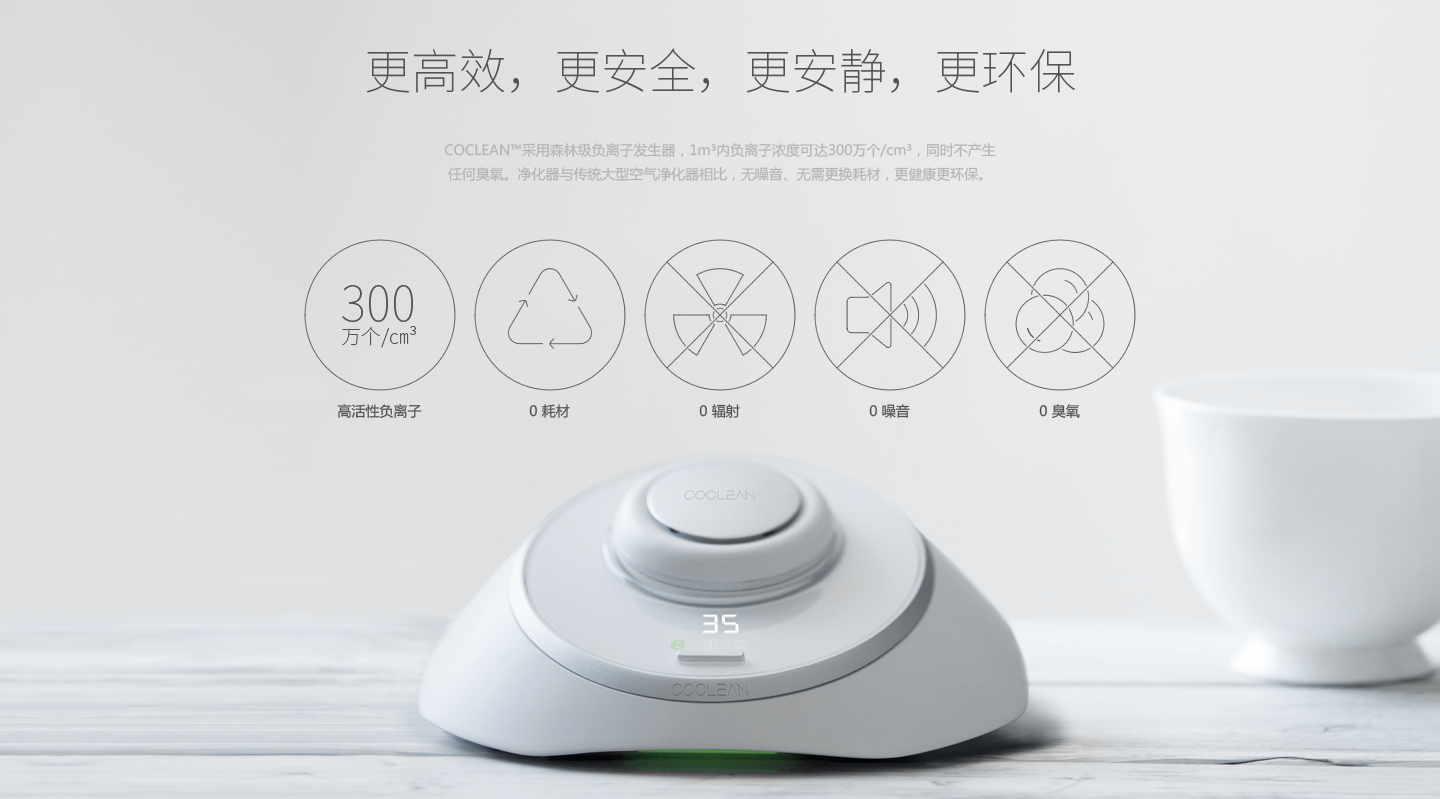 更高效，更安全，更安静，更环保
COCLEAN™采用森林级负离子发生器，1m³内负离子浓度可达300万个/cm³，同时不产生
任何臭氧。净化器与传统大型空气净化器相比，无噪音、无需更换耗材，更健康更环保。
300
万个/cm³
高活性负离子
0 耗材
0 辐射
0 噪音
0 臭氧
COCLEAN
35
COCLEAN